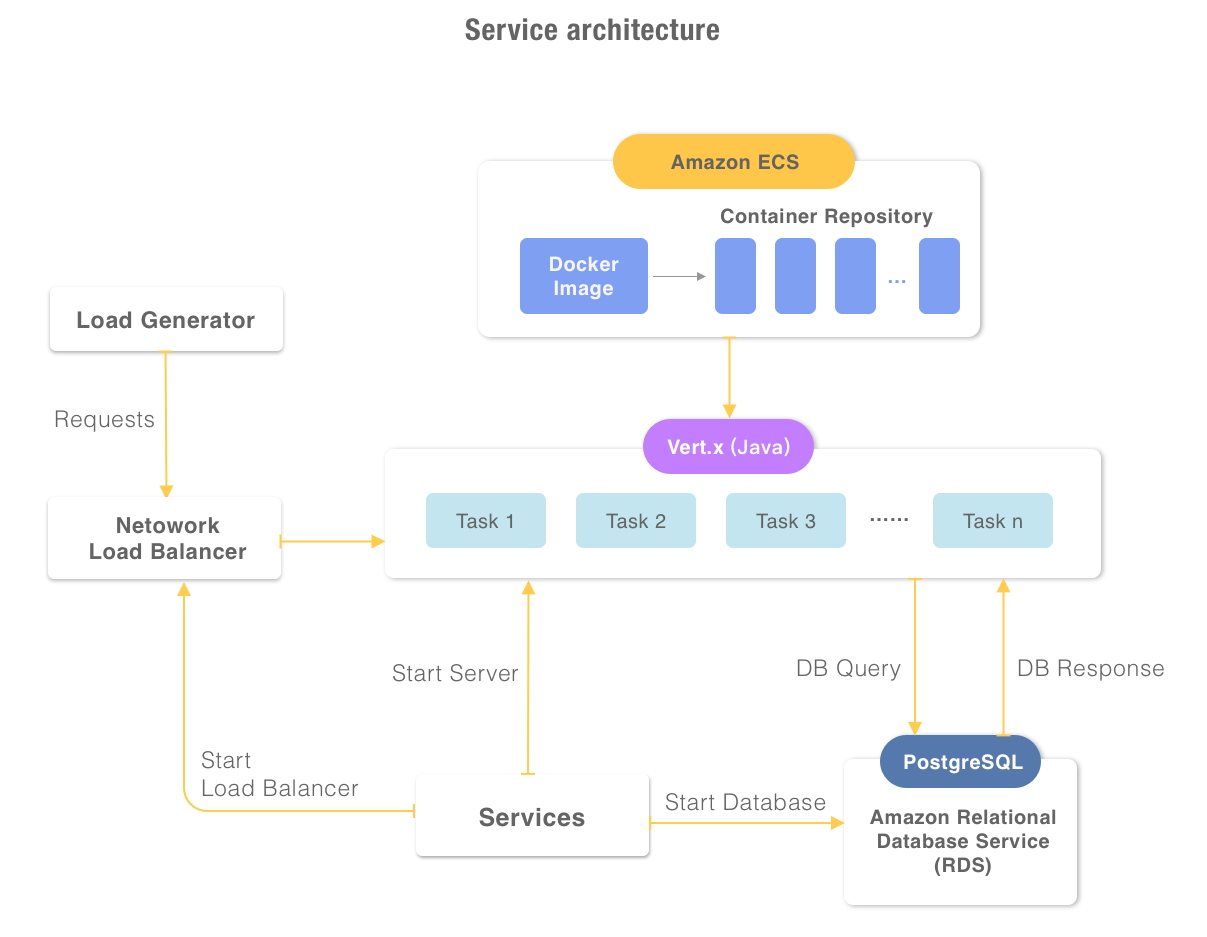 Service architecture
Amazon ECS
Container Repository
Docker
Image
...
Load Generator
Requests
Vert.x (Java)
Netowork
Load Balancer
Task 1
Task 2
Task 3
......
Task n
Start Server
DB Query
DB Response
Start
Load Balancer
Services
Start Database
PostgreSQL
Amazon Relational
Database Service
(RDS)